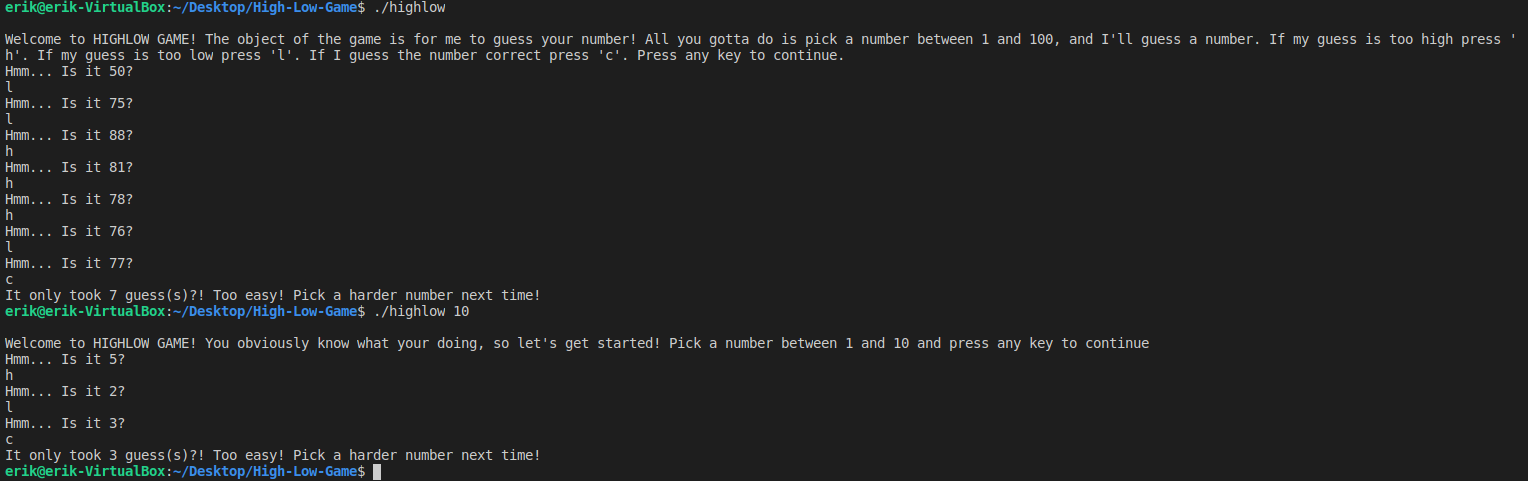 erik@erik-VirtualBox:~/Desktop/High-Low-Game$ ./highlow
Welcome to HIGHLOW GAME! The object of the game is for me to guess your number! All you gotta do is pick a number between 1 and 100, and I'll guess a number. If my guess is too high press '
h'. If my guess is too low press 'l'. If I guess the number correct press 'c'. Press any key to continue.
Hmm... Is it 50?
l
Hmm... Is it 75?
l
Hmm... Is it 88?
h
Hmm... Is it 81?
h
Hmm... Is it 78?
h
Hmm... Is it 76?
l
Hmm... Is it 77?
c
It only took 7 guess(s)?! Too easy! Pick a harder number next time!
erik@erik-VirtualBox:~/Desktop/High-Low-Game$ ./highlow 10
Welcome to HIGHLOW GAME! You obviously know what your doing, so let's get started! Pick a number between 1 and 10 and press any key to continue
Hmm... Is it 5?
h
Hmm... Is it 2?
l
Hmm... Is it 3?
c
It only took 3 guess(s)?! Too easy! Pick a harder number next time!
erik@erik-VirtualBox:~/Desktop/High-Low-Game$